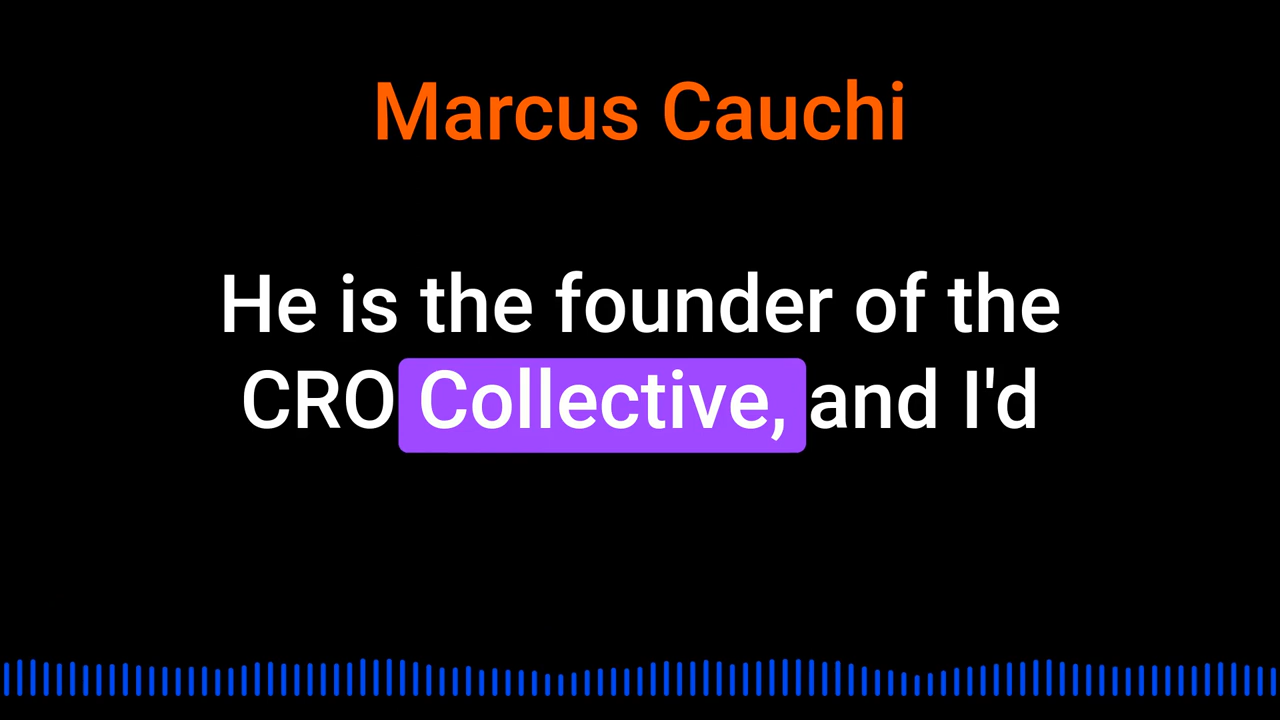 Marcus Cauchi
He is the founder of the
CRO Collective, and I'd